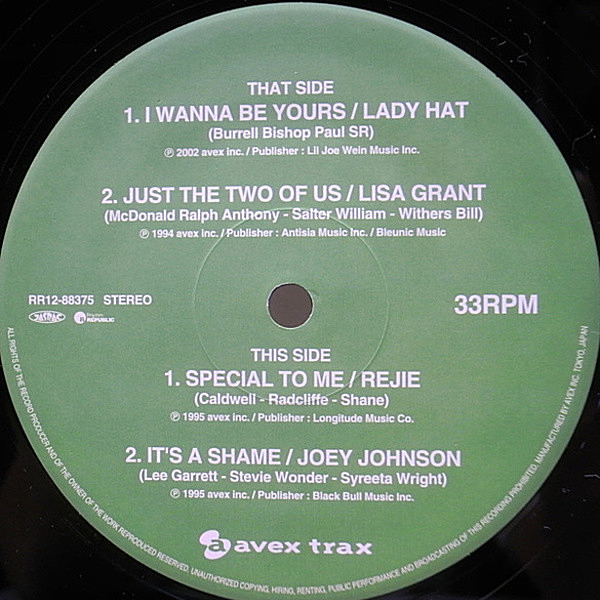 THAT SIDE
1. I WANNA BE YOURS / LADY HAT
(Burrell Bishop Paul SR)
Ⓟ 2002 avex inc. / Publisher : Lil Joe Wein Music Inc.
2. JUST THE TWO OF US / LISA GRANT
(McDonald Ralph Anthony - Salter William - Withers Bill)
Ⓟ 1994 avex inc. / Publisher : Antisia Music Inc. / Bleunic Music
RR12-88375 STEREO
33RPM
JASRAC
Rhythm REPUBLIC
THIS SIDE
1. SPECIAL TO ME / REJIE
(Caldwell - Radcliffe - Shane)
Ⓟ 1995 avex inc. / Publisher : Longitude Music Co.
2. IT'S A SHAME / JOEY JOHNSON
(Lee Garrett - Stevie Wonder - Syreeta Wright)
Ⓟ 1995 avex inc. / Publisher : Black Bull Music Inc.
a avex trax
ALL RIGHTS OF THE RECORD PRODUCER AND OF THE OWNER OF THE WORK REPRODUCED RESERVED, UNAUTHORIZED COPYING, HIRING, RENTING, PUBLIC PERFORMANCE AND BROADCASTING OF THIS RECORDING PROHIBITED. MANUFACTURED BY AVEX INC. TOKYO, JAPAN